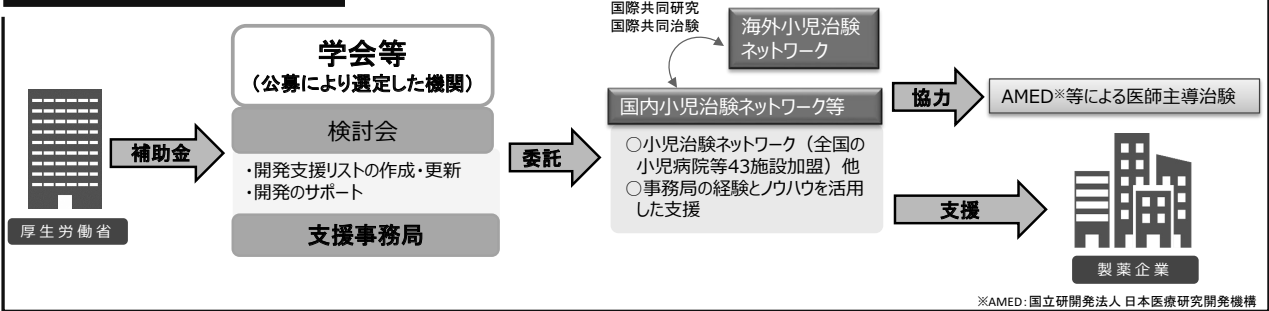 厚生労働省
補助金
学会等
(公募により選定した機関)
検討会
・開発支援リストの作成・更新
・開発のサポート
支援事務局
委託
国際共同研究
国際共同治験
海外小児治験
ネットワーク
国内小児治験ネットワーク等
○小児治験ネットワーク（全国の
小児病院等43施設加盟）他
○事務局の経験とノウハウを活用
した支援
協力
AMED※等による医師主導治験
支援
製薬企業
※AMED：国立研開発法人 日本医療研究開発機構